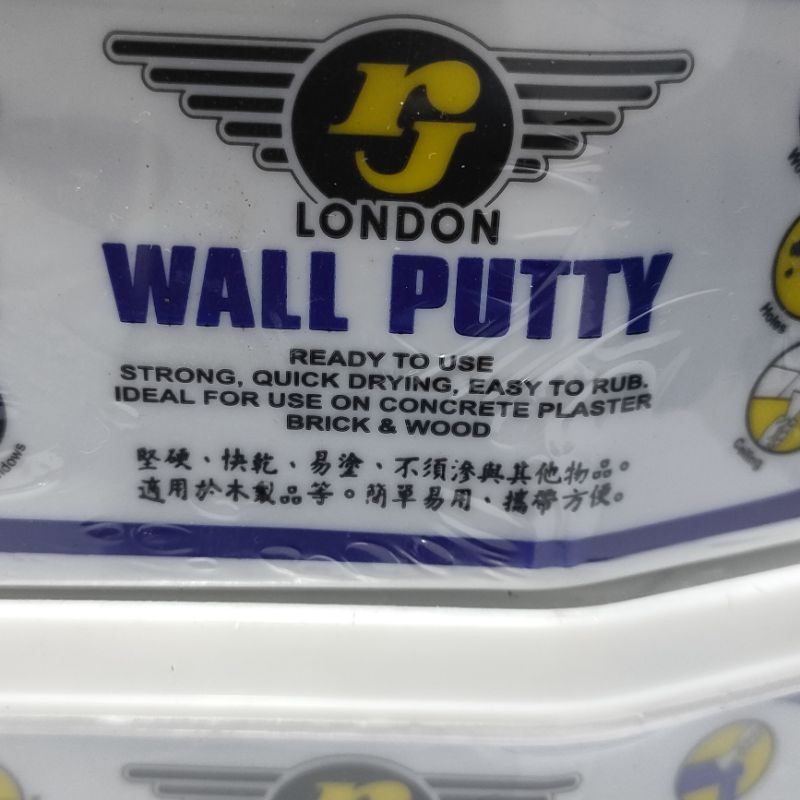 rj
LONDON
WALL PUTTY
READY TO USE
STRONG, QUICK DRYING, EASY TO RUB.
IDEAL FOR USE ON CONCRETE PLASTER
BRICK & WOOD
堅硬、快乾、易塗、不須滲與其他物品。
適用於木製品等。簡單易用，攜帶方便。
Holes
Ceiling